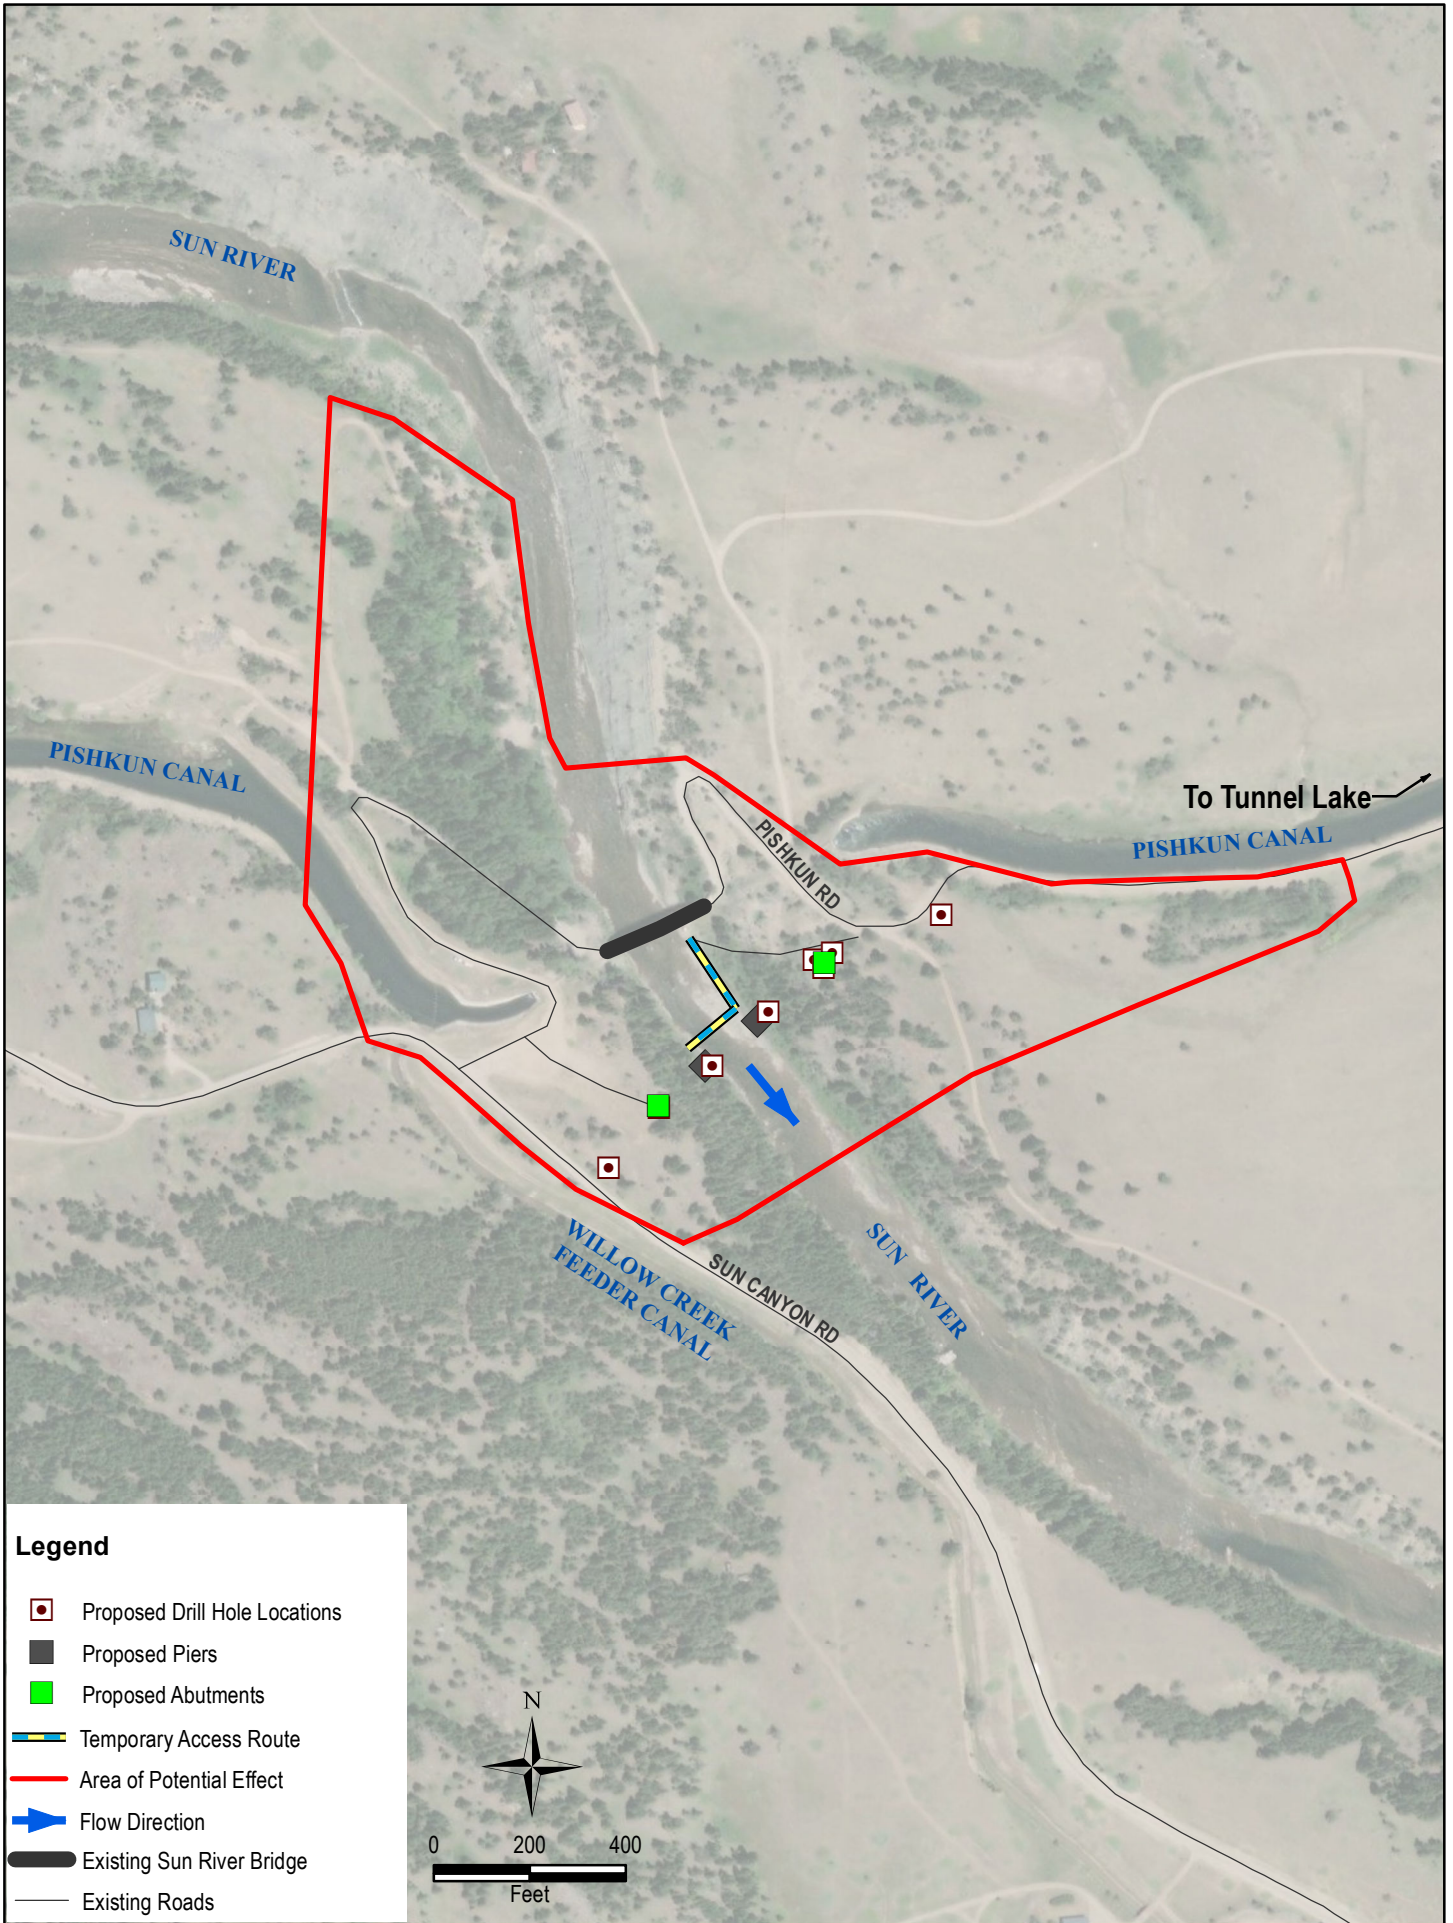 SUN RIVER
PISHKUN CANAL
To Tunnel Lake
PISHKUN RD
PISHKUN CANAL
WILLOW CREEK
FEEDER CANAL
SUN CANYON RD
SUN RIVER
Legend
Proposed Drill Hole Locations
Proposed Piers
Proposed Abutments
Temporary Access Route
Area of Potential Effect
Flow Direction
Existing Sun River Bridge
Existing Roads
N
0 200 400
Feet